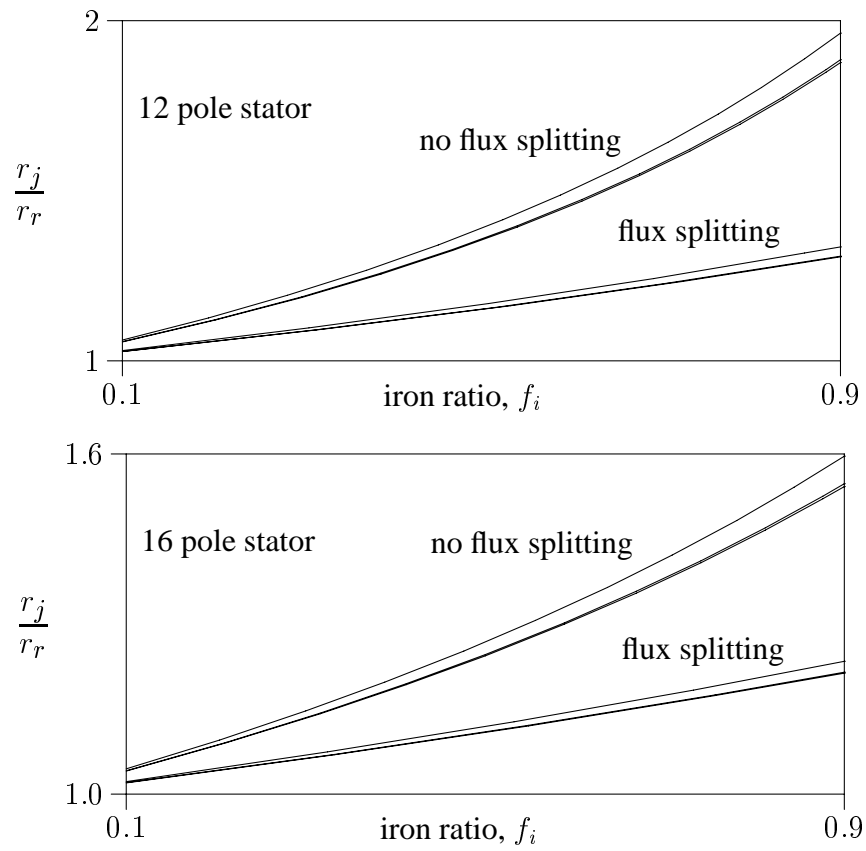 2
12 pole stator
no flux splitting
r_j
r_r
flux splitting
1
0.1
iron ratio, f_i
0.9
1.6
16 pole stator
no flux splitting
r_j
r_r
flux splitting
1.0
0.1
iron ratio, f_i
0.9